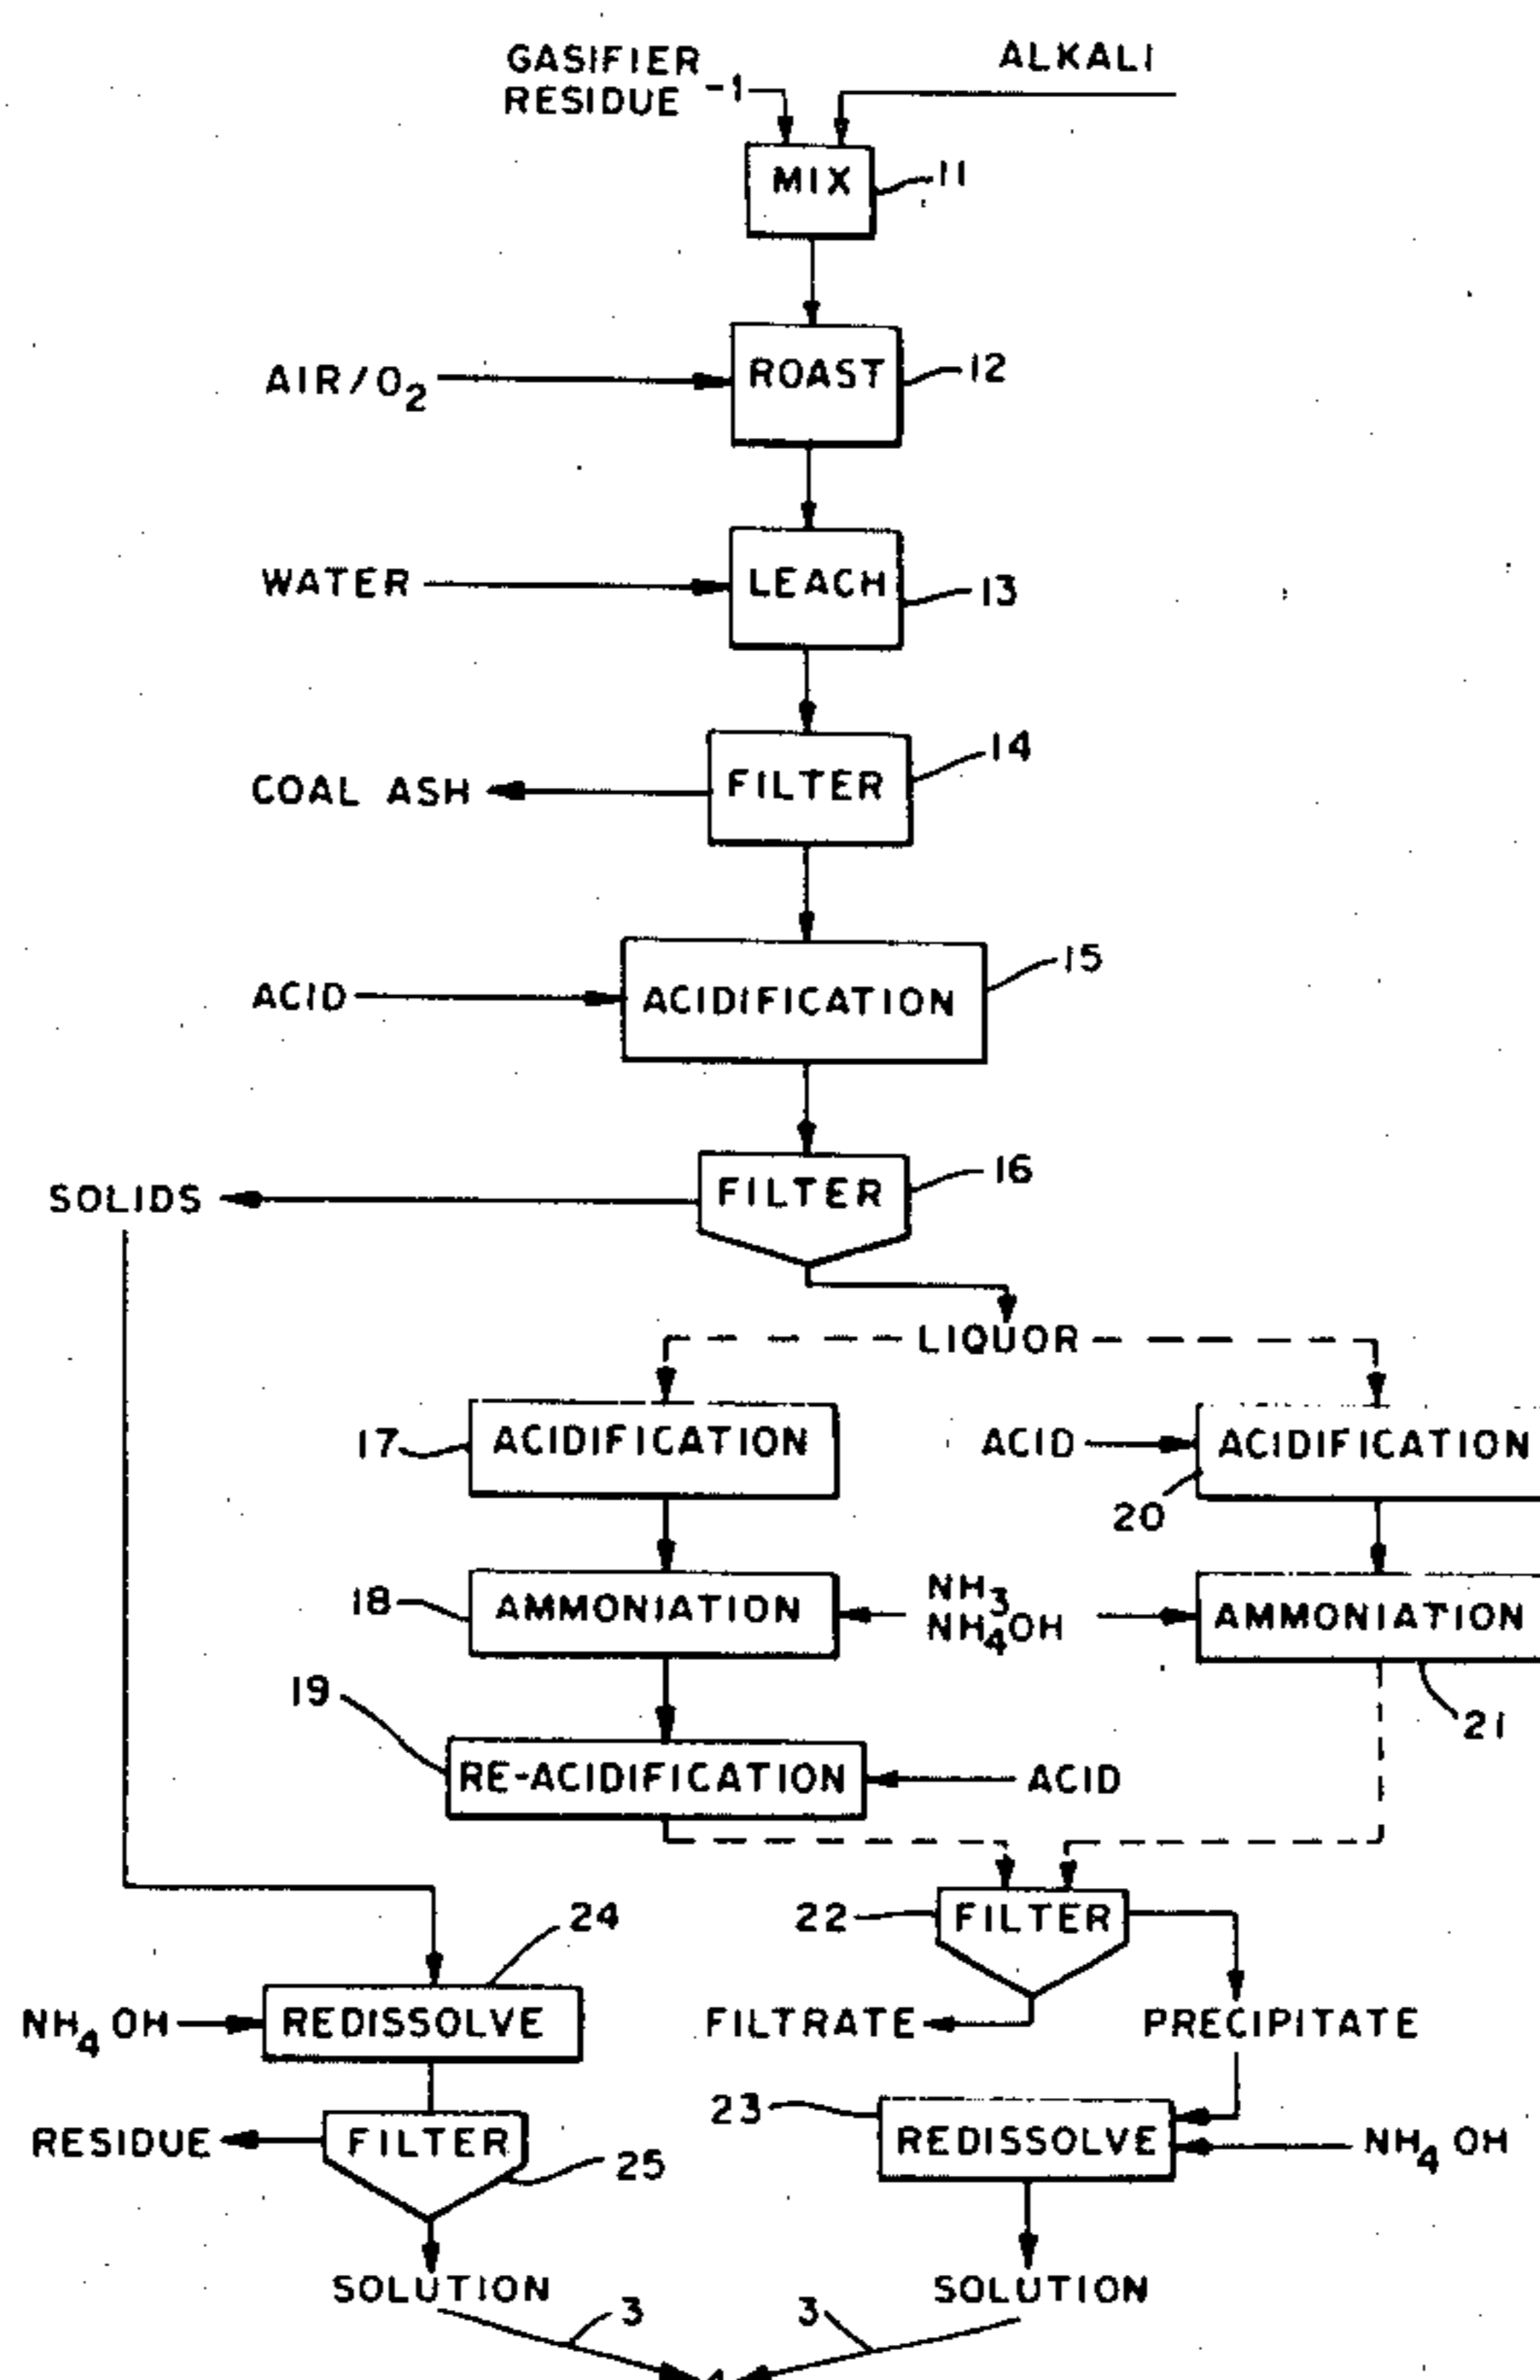 GASIFIER
RESIDUE
1
ALKALI
MIX
11
AIR/O2
ROAST
12
WATER
LEACH
13
COAL ASH
FILTER
14
ACID
ACIDIFICATION
15
SOLIDS
FILTER
16
LIQUOR
17
ACIDIFICATION
ACID
ACIDIFICATION
20
18
AMMONIATION
NH3
NH4OH
AMMONIATION
21
19
RE-ACIDIFICATION
ACID
24
22
FILTER
NH4 OH
REDISSOLVE
FILTRATE
PRECIPITATE
23
RESIDUE
FILTER
25
REDISSOLVE
NH4 OH
SOLUTION
SOLUTION
3
3